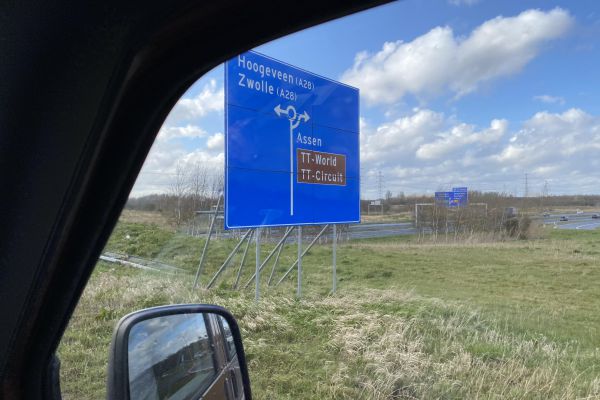 Hoogeveen (A28)
Zwolle (A28)
Assen
TT-World
TT-Circuit